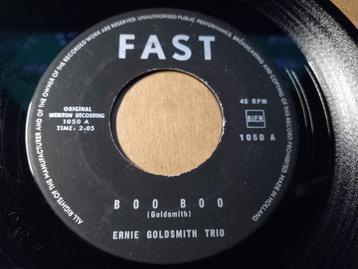 ALL RIGHTS OF THE MANUFACTURER AND OF THE OWNER OF THE RECORDED WORK ARE RESERVED. UNAUTHORISED PUBLIC PERFORMANCE, BROADCASTING AND COPYING OF THIS RECORDING PROHIBITED MADE IN HOLLAND
FAST
ORIGINAL
WEINTON RECORDING
1050 A
TIME: 2:05
45 RPM
B.I.E.M.
1050 A
BOO BOO
(Goldsmith)
ERNIE GOLDSMITH TRIO